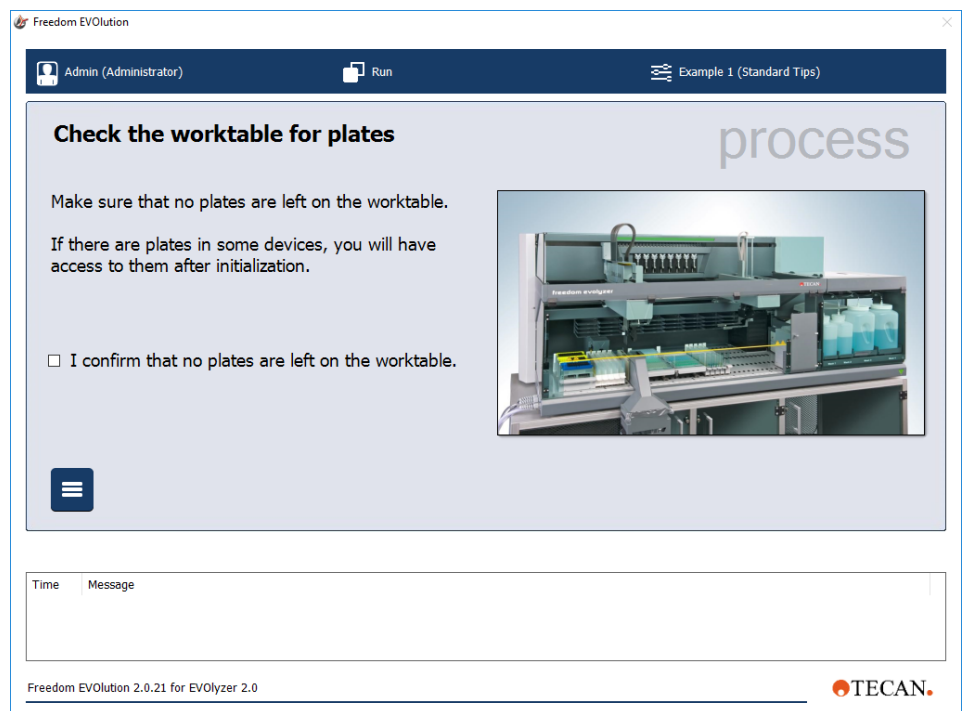 Freedom EVOlution
Admin (Administrator)
Run
Example 1 (Standard Tips)
Check the worktable for plates
process
Make sure that no plates are left on the worktable.
If there are plates in some devices, you will have
access to them after initialization.
I confirm that no plates are left on the worktable.
freedom evolyzer
TECAN
Time Message
Freedom EVOlution 2.0.21 for EVOlyzer 2.0
TECAN.